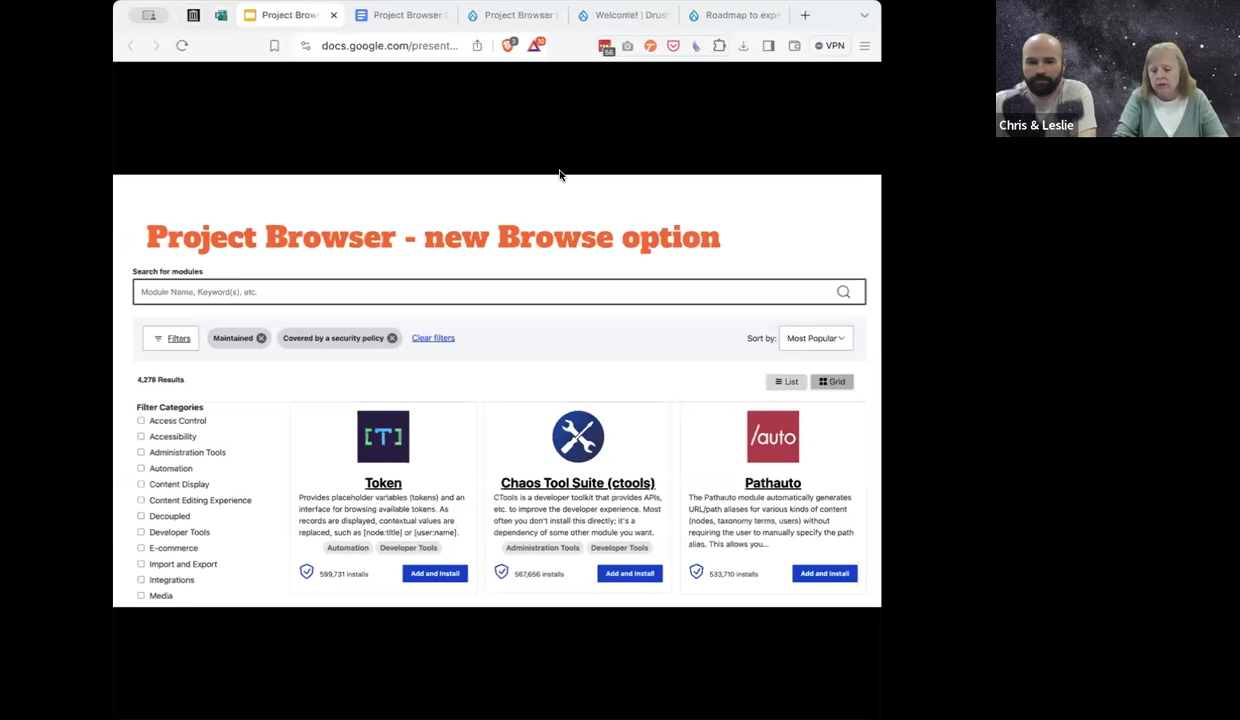 Project Brow
Project Browser
Project Browser
Welcome! | Drus
Roadmap to expe
docs.google.com/present...
3
10
56
VPN
Chris & Leslie
Project Browser - new Browse option
Search for modules
Module Name, Keyword(s), etc.
Filters
Maintained
Covered by a security policy
Clear filters
Sort by:
Most Popular
4,278 Results
List
Grid
Filter Categories
Access Control
Accessibility
Administration Tools
Automation
Content Display
Content Editing Experience
Decoupled
Developer Tools
E-commerce
Import and Export
Integrations
Media
[T]
Token
Provides placeholder variables (tokens) and an
interface for browsing available tokens. As
records are displayed, contextual values are
replaced, such as [node:title] or [user:name].
Automation
Developer Tools
599,731 installs
Add and Install
Chaos Tool Suite (ctools)
CTools is a developer toolkit that provides APIs,
etc. to improve the developer experience. Most
often you don't install this directly; it's a
dependency of some other module you want.
Administration Tools
Developer Tools
567,656 installs
Add and Install
/auto
Pathauto
The Pathauto module automatically generates
URL/path aliases for various kinds of content
(nodes, taxonomy terms, users) without
requiring the user to manually specify the path
alias. This allows you...
533,710 installs
Add and Install